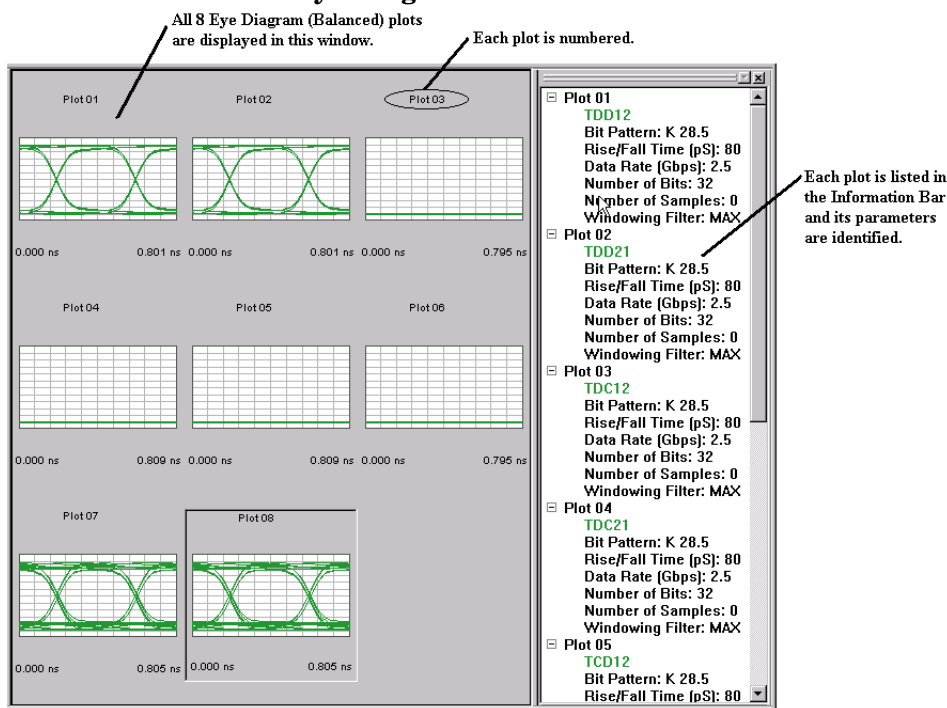 All 8 Eye Diagram (Balanced) plots
are displayed in this window.
Each plot is numbered.
Plot 01
Plot 02
Plot 03
0.000 ns
0.801 ns
0.000 ns
0.801 ns
0.000 ns
0.795 ns
Plot 04
Plot 05
Plot 06
0.000 ns
0.809 ns
0.000 ns
0.809 ns
0.000 ns
0.795 ns
Plot 07
Plot 08
0.000 ns
0.805 ns
0.000 ns
0.805 ns
Plot 01
TDD12
Bit Pattern: K 28.5
Rise/Fall Time (pS): 80
Data Rate (Gbps): 2.5
Number of Bits: 32
Number of Samples: 0
Windowing Filter: MAX
Plot 02
TDD21
Bit Pattern: K 28.5
Rise/Fall Time (pS): 80
Data Rate (Gbps): 2.5
Number of Bits: 32
Number of Samples: 0
Windowing Filter: MAX
Plot 03
TDC12
Bit Pattern: K 28.5
Rise/Fall Time (pS): 80
Data Rate (Gbps): 2.5
Number of Bits: 32
Number of Samples: 0
Windowing Filter: MAX
Plot 04
TDC21
Bit Pattern: K 28.5
Rise/Fall Time (pS): 80
Data Rate (Gbps): 2.5
Number of Bits: 32
Number of Samples: 0
Windowing Filter: MAX
Plot 05
TCD12
Bit Pattern: K 28.5
Rise/Fall Time (pS): 80
Each plot is listed in
the Information Bar
and its parameters
are identified.